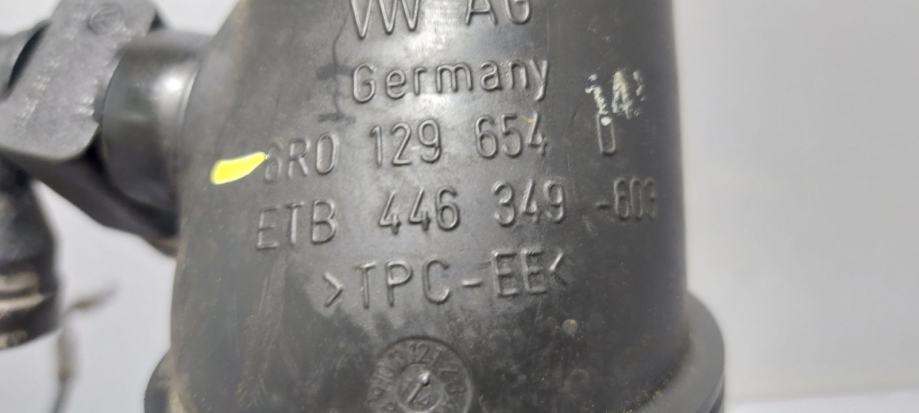 VW AG
Germany
6R0 129 654 D
ETB 446 349 -603
>TPC-EE<